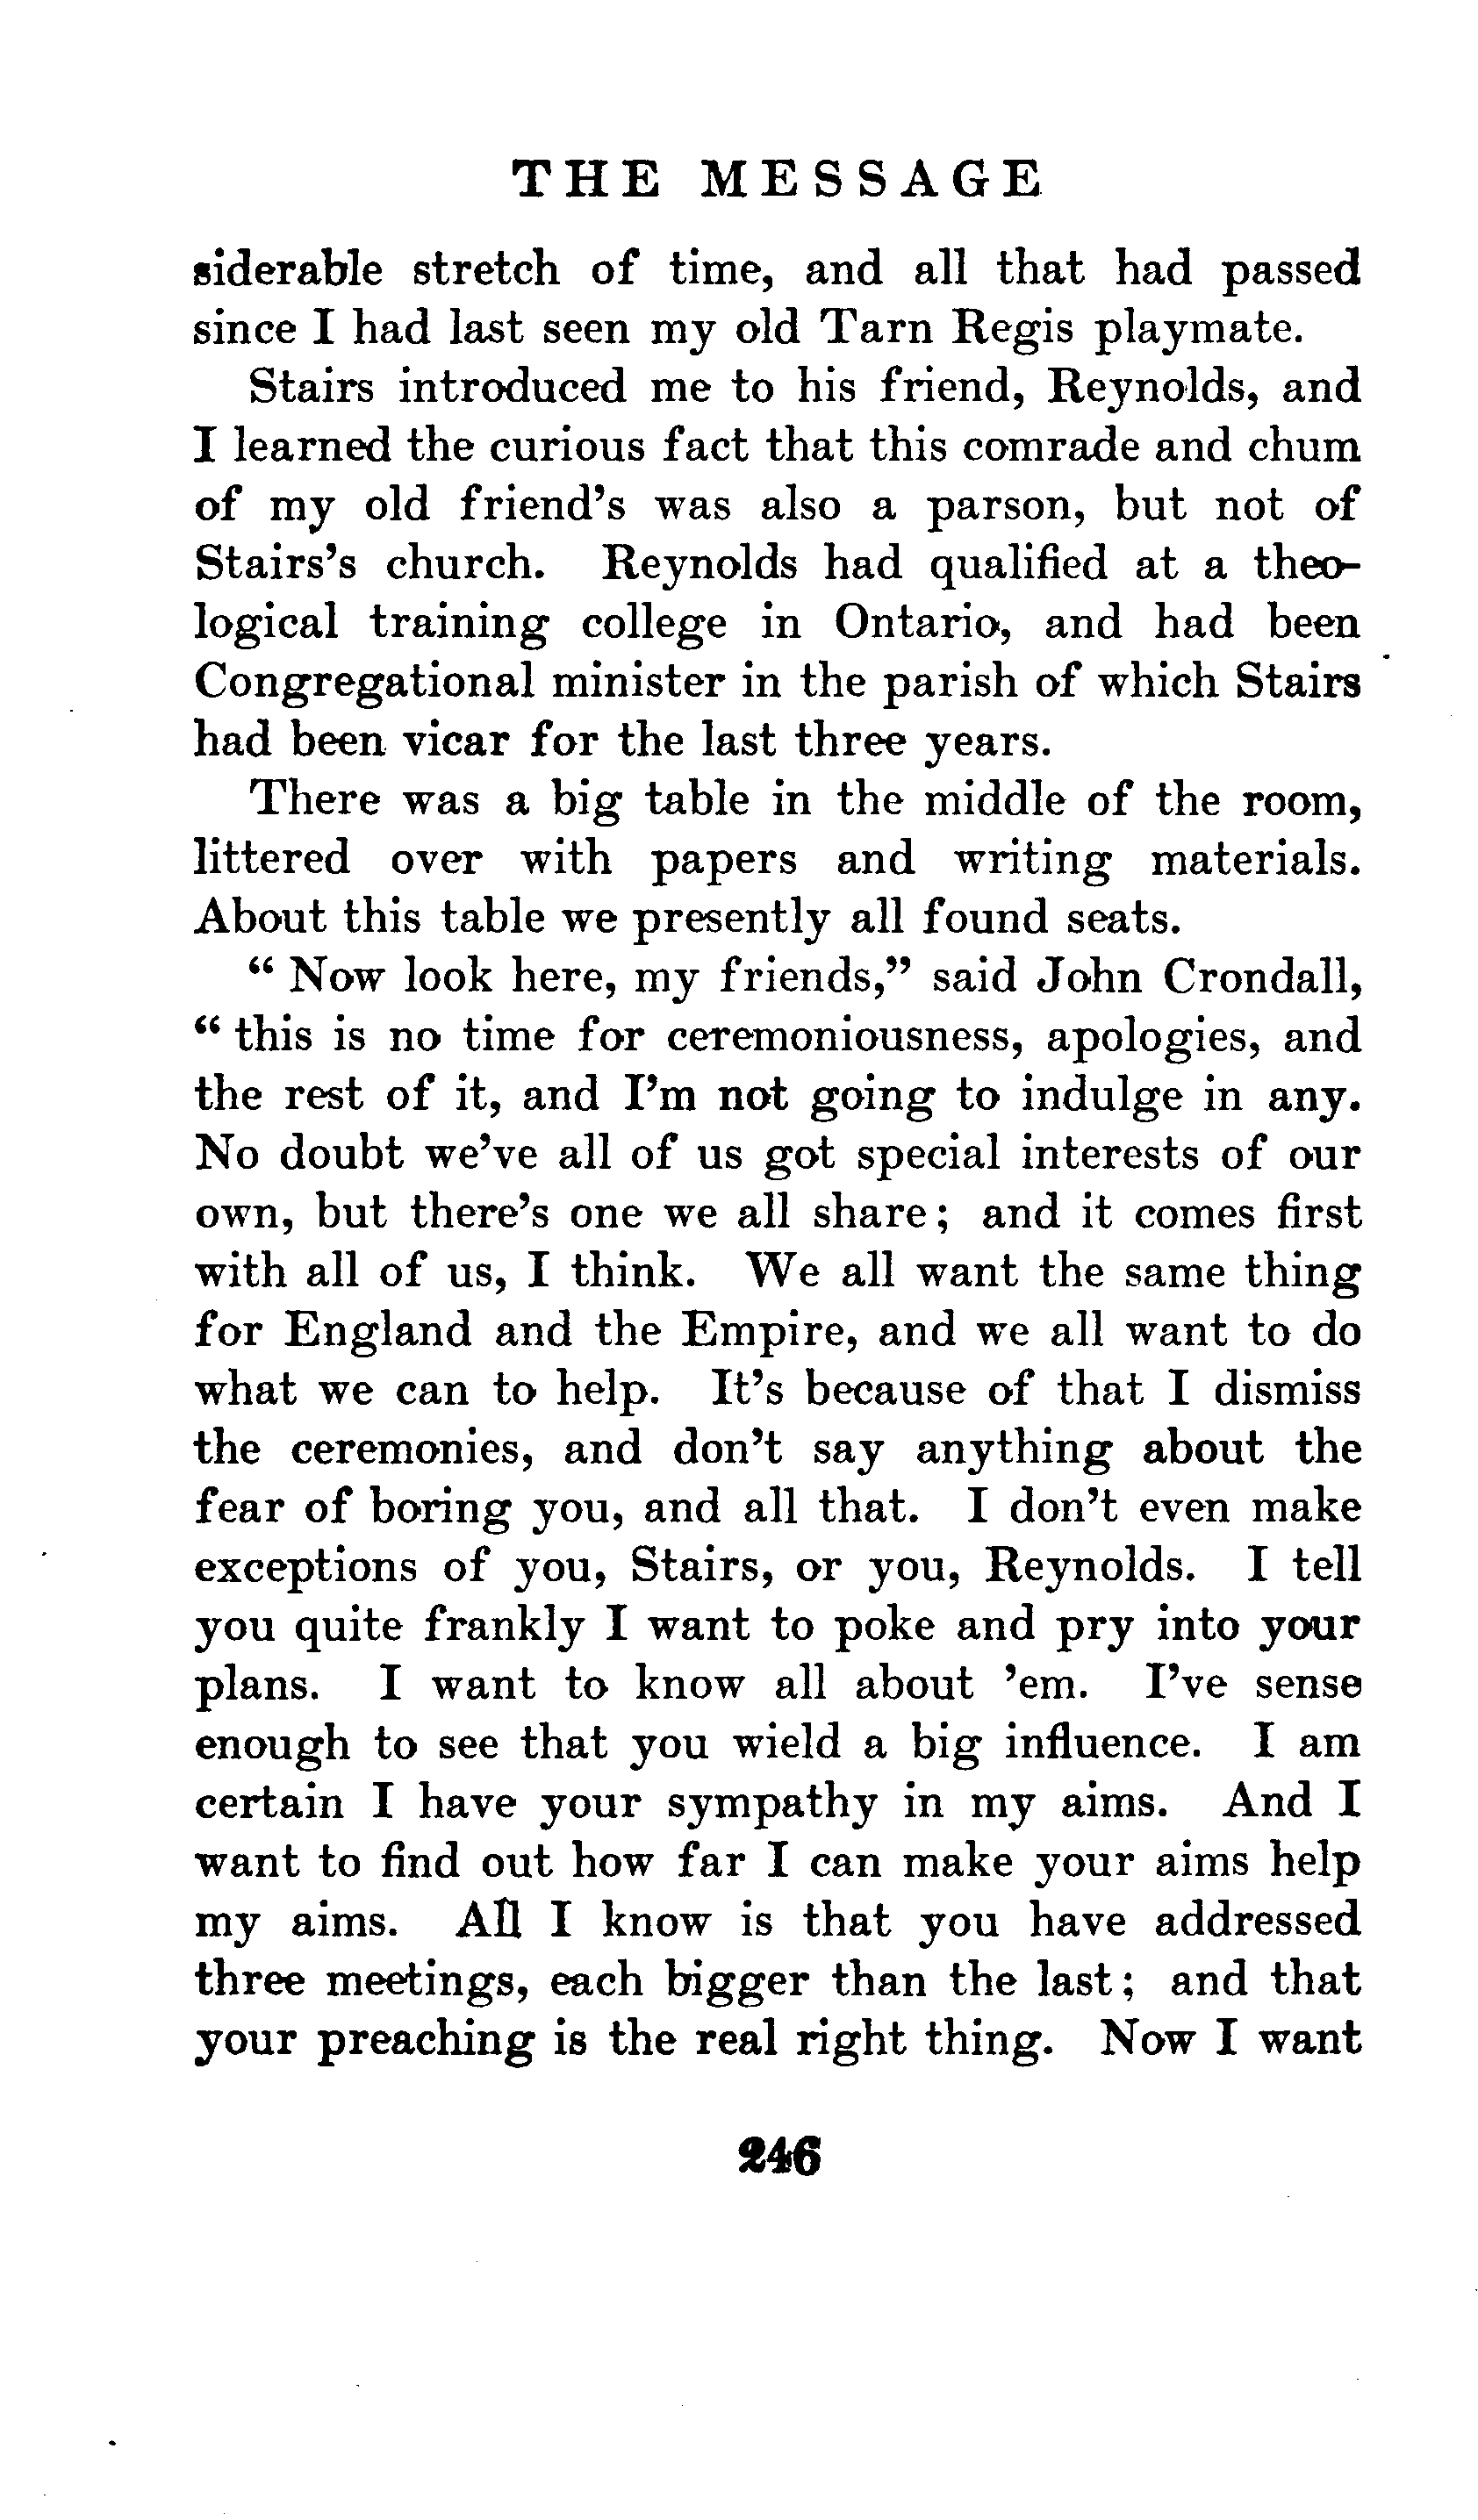 THE MESSAGE
siderable stretch of time, and all that had passed
since I had last seen my old Tarn Regis playmate.
Stairs introduced me to his friend, Reynolds, and
I learned the curious fact that this comrade and chum
of my old friend's was also a parson, but not of
Stairs's church. Reynolds had qualified at a theo-
logical training college in Ontario, and had been
Congregational minister in the parish of which Stairs
had been vicar for the last three years.
There was a big table in the middle of the room,
littered over with papers and writing materials.
About this table we presently all found seats.
“ Now look here, my friends,” said John Crondall,
“ this is no time for ceremoniousness, apologies, and
the rest of it, and I'm not going to indulge in any.
No doubt we've all of us got special interests of our
own, but there's one we all share; and it comes first
with all of us, I think. We all want the same thing
for England and the Empire, and we all want to do
what we can to help. It's because of that I dismiss
the ceremonies, and don't say anything about the
fear of boring you, and all that. I don't even make
exceptions of you, Stairs, or you, Reynolds. I tell
you quite frankly I want to poke and pry into your
plans. I want to know all about 'em. I've sense
enough to see that you wield a big influence. I am
certain I have your sympathy in my aims. And I
want to find out how far I can make your aims help
my aims. All I know is that you have addressed
three meetings, each bigger than the last; and that
your preaching is the real right thing. Now I want
246